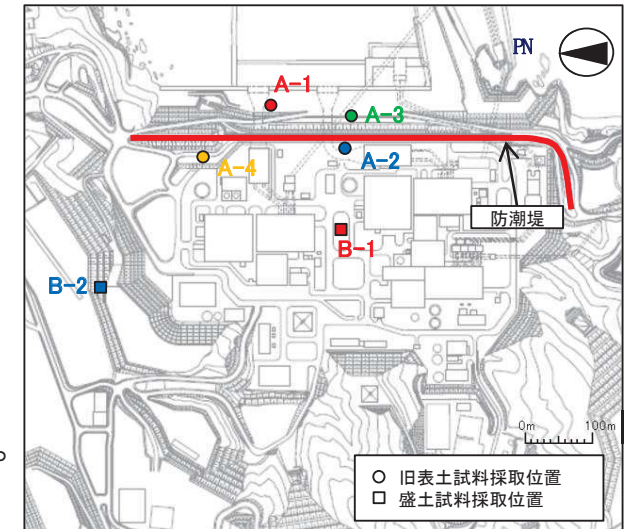 PN
A-1
A-3
A-2
A-4
防潮堤
B-1
B-2
0m 100m
○ 旧表土試料採取位置
□ 盛土試料採取位置
。